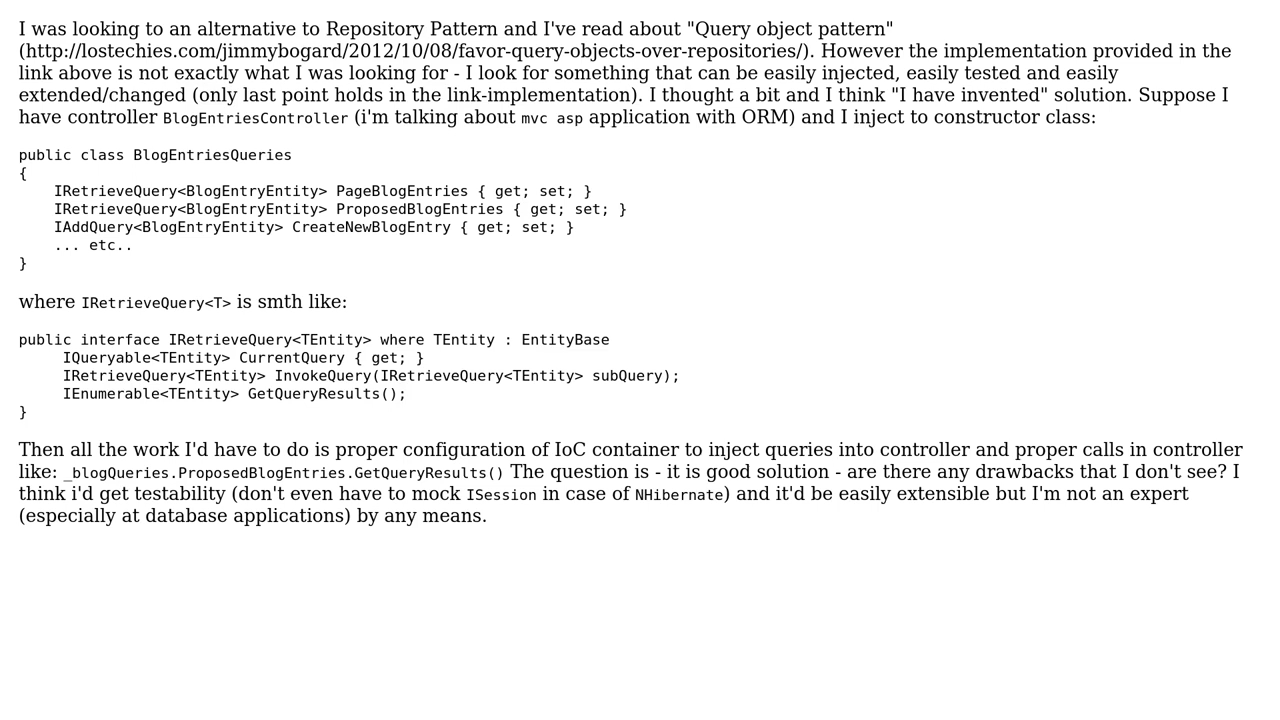 I was looking to an alternative to Repository Pattern and I've read about "Query object pattern"
(http://lostechies.com/jimmybogard/2012/10/08/favor-query-objects-over-repositories/). However the implementation provided in the
link above is not exactly what I was looking for - I look for something that can be easily injected, easily tested and easily
extended/changed (only last point holds in the link-implementation). I thought a bit and I think "I have invented" solution. Suppose I
have controller BlogEntriesController (i'm talking about mvc asp application with ORM) and I inject to constructor class:
public class BlogEntriesQueries
{
    IRetrieveQuery<BlogEntryEntity> PageBlogEntries { get; set; }
    IRetrieveQuery<BlogEntryEntity> ProposedBlogEntries { get; set; }
    IAddQuery<BlogEntryEntity> CreateNewBlogEntry { get; set; }
    ... etc..
}
where IRetrieveQuery<T> is smth like:
public interface IRetrieveQuery<TEntity> where TEntity : EntityBase
     IQueryable<TEntity> CurrentQuery { get; }
     IRetrieveQuery<TEntity> InvokeQuery(IRetrieveQuery<TEntity> subQuery);
     IEnumerable<TEntity> GetQueryResults();
}
Then all the work I'd have to do is proper configuration of IoC container to inject queries into controller and proper calls in controller
like: _blogQueries.ProposedBlogEntries.GetQueryResults() The question is - it is good solution - are there any drawbacks that I don't see? I
think i'd get testability (don't even have to mock ISession in case of NHibernate) and it'd be easily extensible but I'm not an expert
(especially at database applications) by any means.